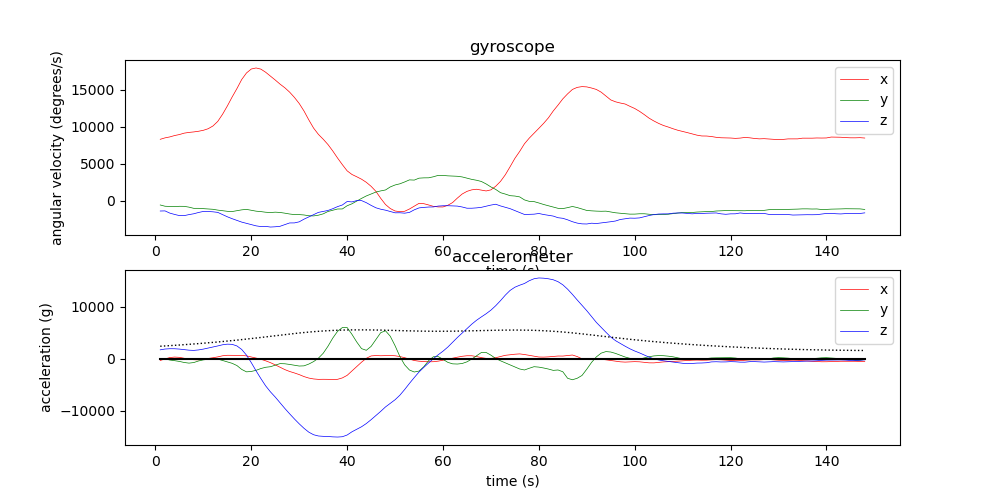 gyroscope
angular velocity (degrees/s)
15000
10000
5000
0
x
y
z
0 20 40 60 80 100 120 140
time (s)
accelerometer
acceleration (g)
10000
0
−10000
x
y
z
0 20 40 60 80 100 120 140
time (s)